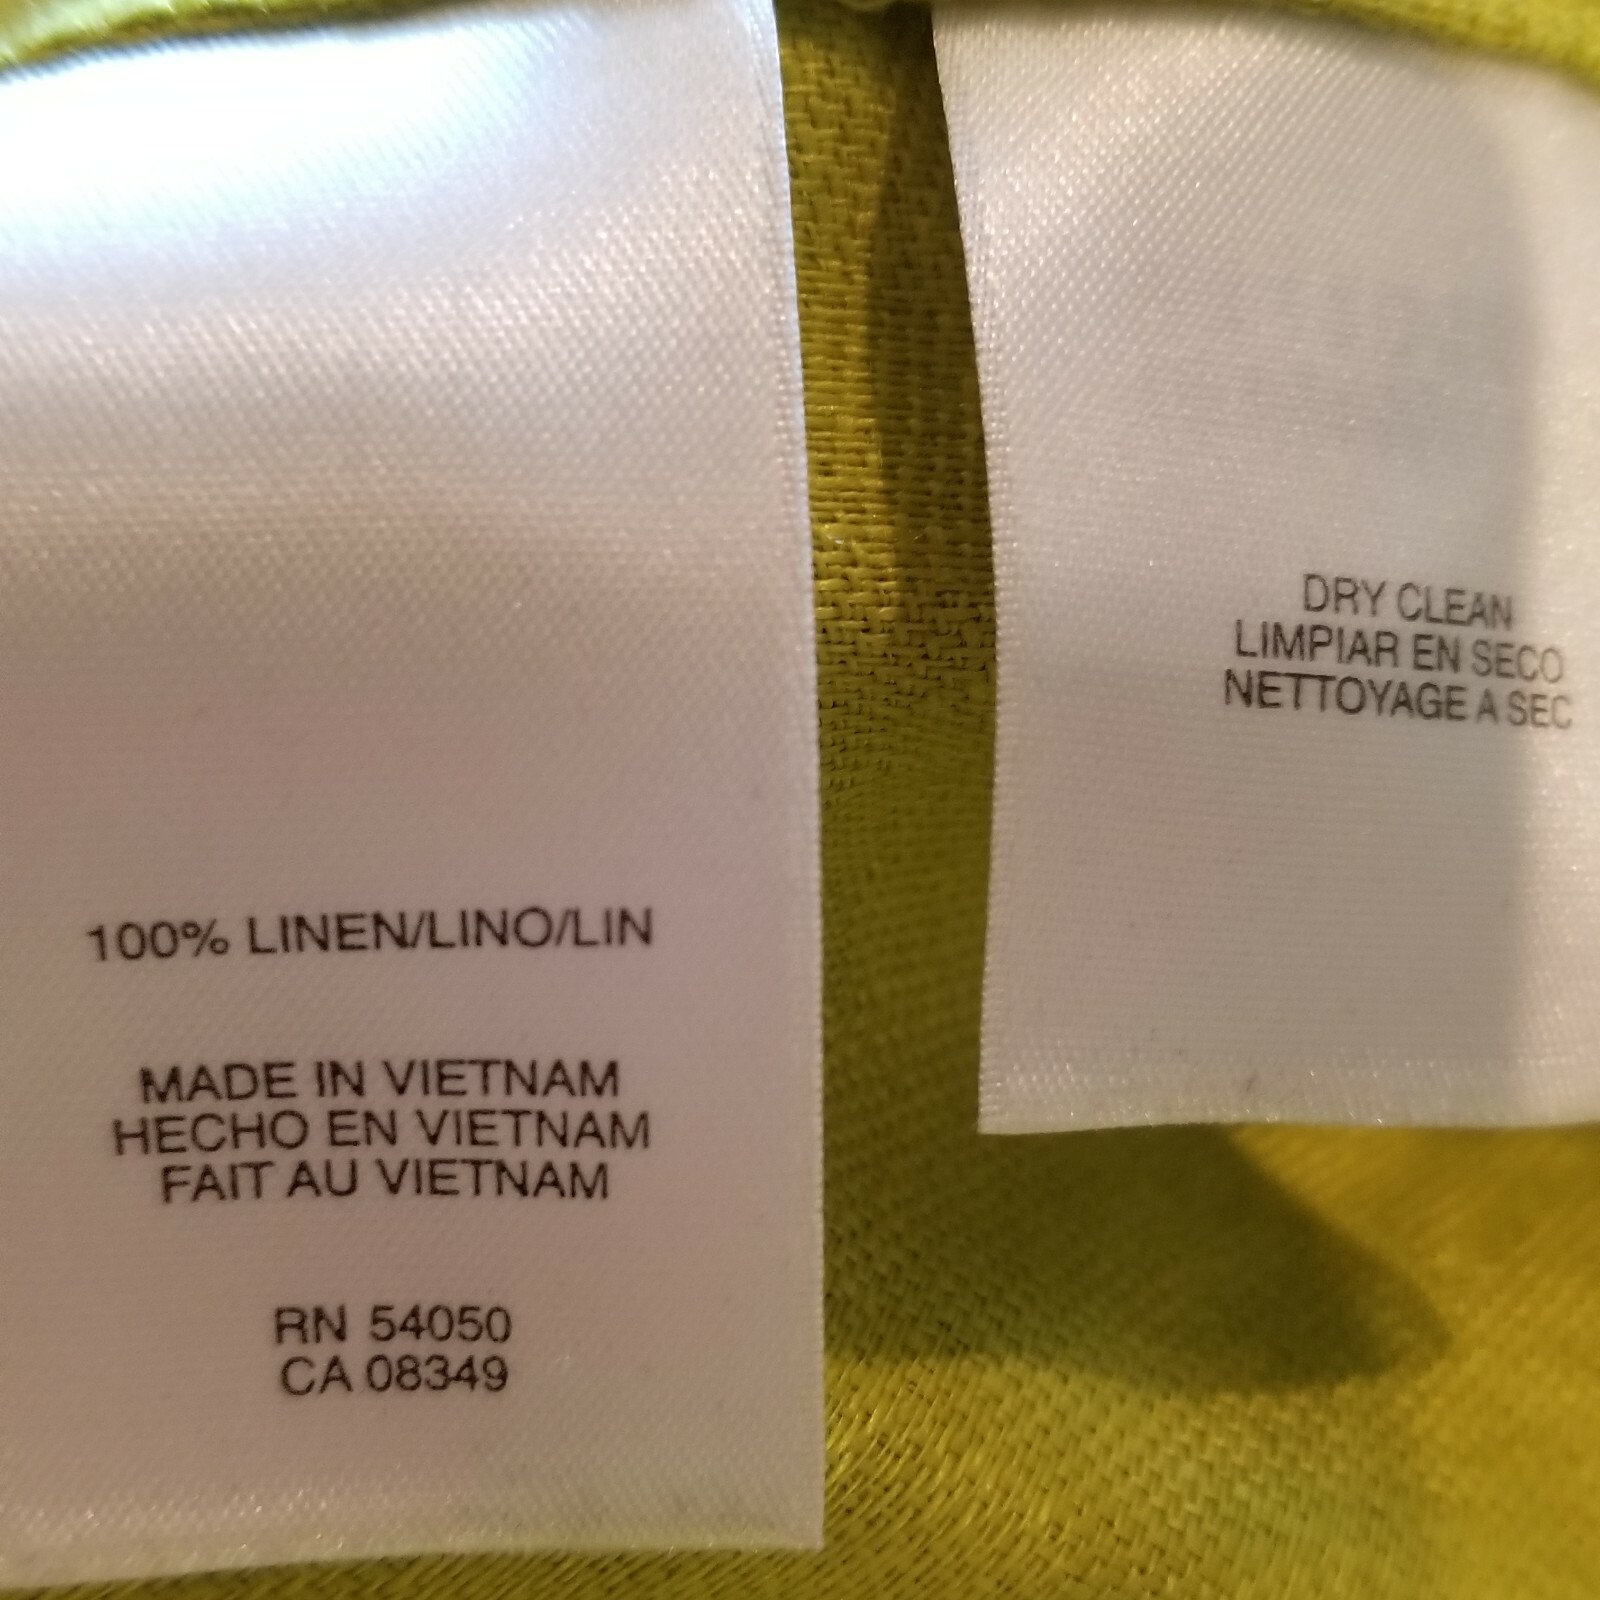 100% LINEN/LINO/LIN
MADE IN VIETNAM
HECHO EN VIETNAM
FAIT AU VIETNAM
RN 54050
CA 08349
DRY CLEAN
LIMPIAR EN SECO
NETTOYAGE A SEC